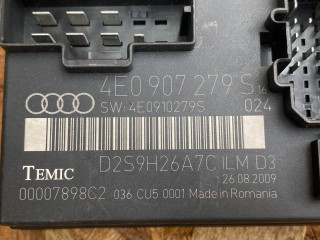 4E0 907 279 S
SW: 4E0910279S 024
TEMIC D2S9H26A7C ILM D3
26.08.2009
00007898C2 036 CU5 0001 Made in Romania